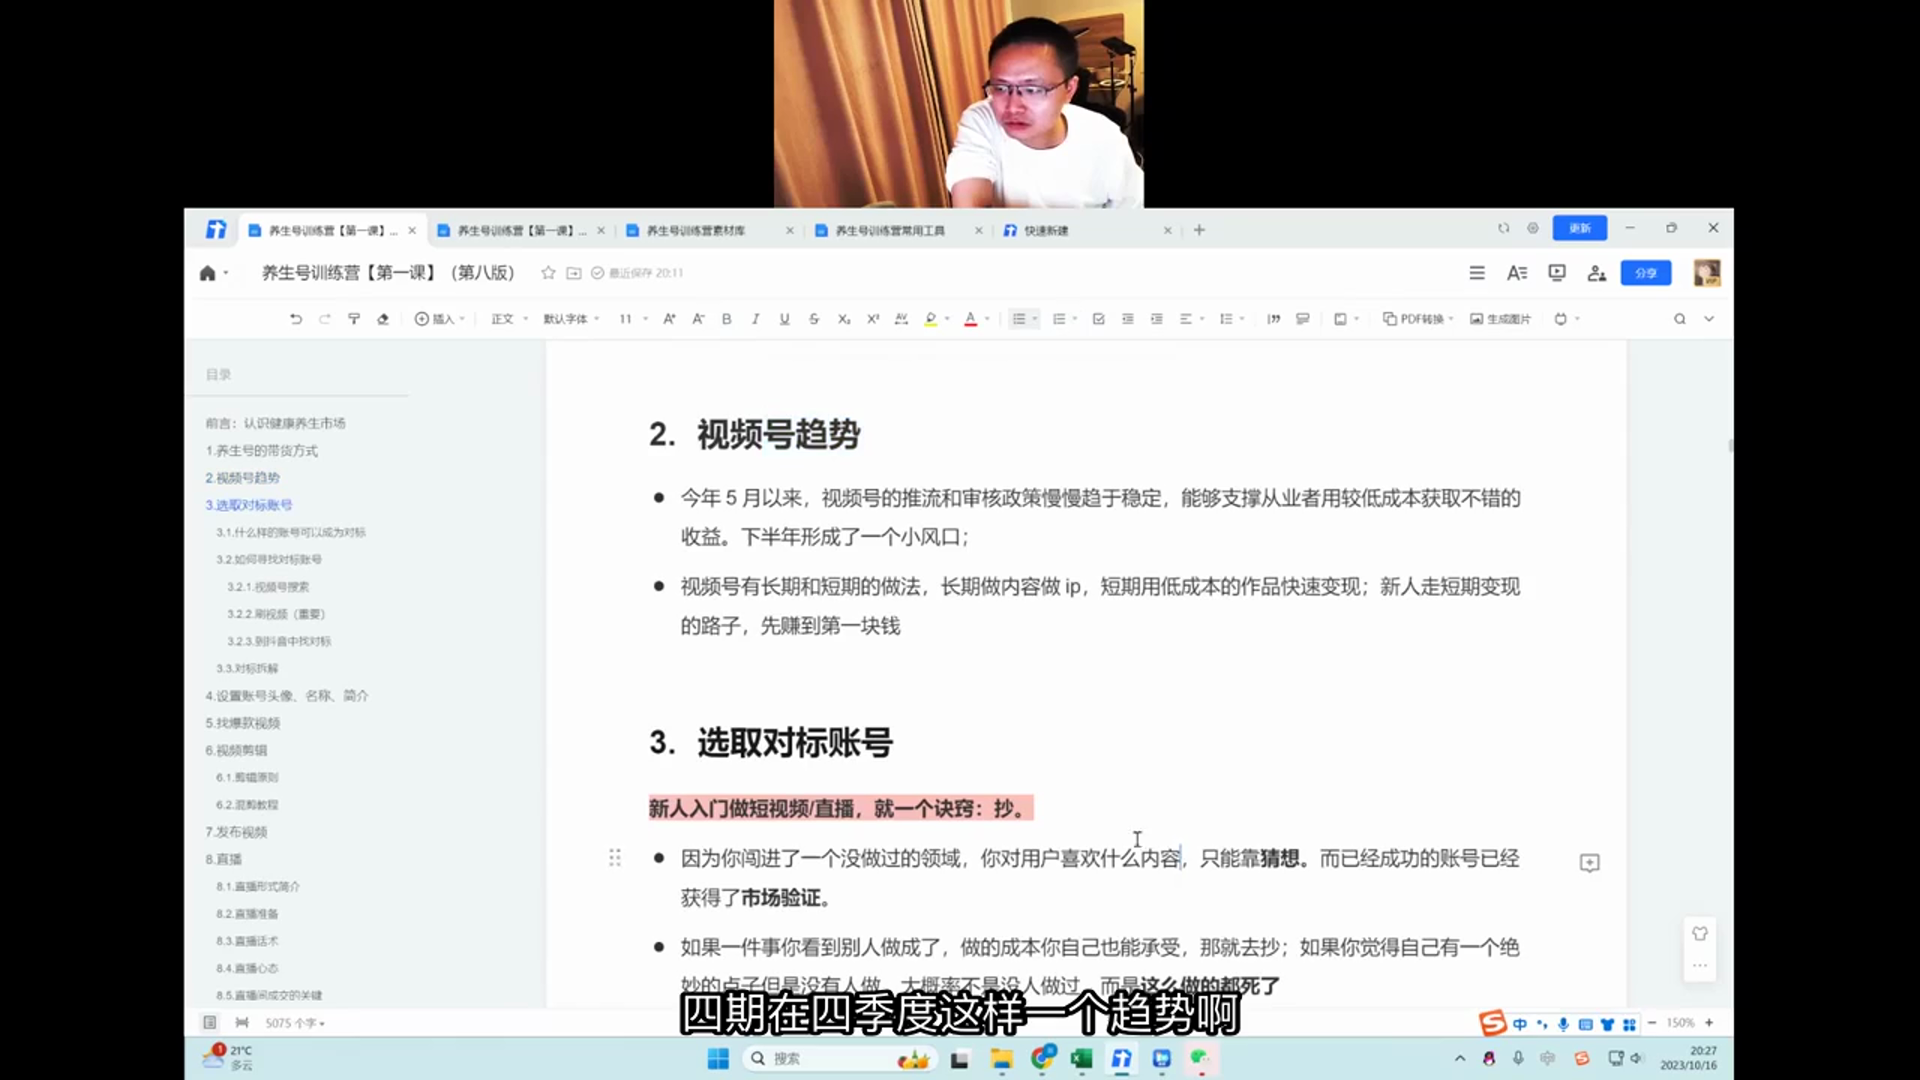 养生号训练营【第一课】...
养生号训练营【第一课】...
养生号训练营素材库
养生号训练营常用工具
快速新建
更新
养生号训练营【第一课】（第八版）
最近保存 20:11
分享
插入
正文
默认字体
11
PDF转换
生成图片
目录
前言：认识健康养生市场
1.养生号的带货方式
2.视频号趋势
3.选取对标账号
3.1.什么样的账号可以成为对标
3.2.如何寻找对标账号
3.2.1.视频号搜索
3.2.2.刷视频（重要）
3.2.3.到抖音中找对标
3.3.对标拆解
4.设置账号头像、名称、简介
5.找爆款视频
6.视频剪辑
6.1.剪辑原则
6.2.混剪教程
7.发布视频
8.直播
8.1.直播形式简介
8.2.直播准备
8.3.直播话术
8.4.直播心态
8.5.直播间成交的关键
2. 视频号趋势
● 今年 5 月以来，视频号的推流和审核政策慢慢趋于稳定，能够支撑从业者用较低成本获取不错的
收益。下半年形成了一个小风口；
● 视频号有长期和短期的做法，长期做内容做 ip，短期用低成本的作品快速变现；新人走短期变现
的路子，先赚到第一块钱
3. 选取对标账号
新人入门做短视频/直播，就一个诀窍：抄。
● 因为你闯进了一个没做过的领域，你对用户喜欢什么内容，只能靠猜想。而已经成功的账号已经
获得了市场验证。
● 如果一件事你看到别人做成了，做的成本你自己也能承受，那就去抄；如果你觉得自己有一个绝
妙的点子但是没有人做，大概率不是没人做过，而是这么做的都死了
四期在四季度这样一个趋势啊
5075 个字
中
150%
21°C
多云
搜索
20:27
2023/10/16